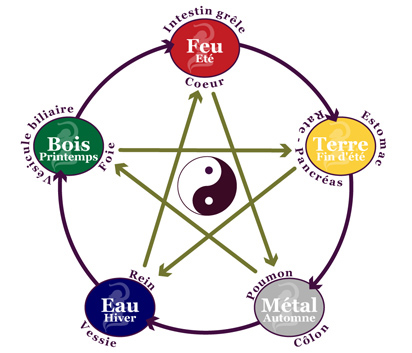 Intestin grêle
Feu
Eté
Coeur
Vésicule biliaire
Bois
Printemps
Foie
Estomac
Terre
Fin d'été
Rate - Pancréas
Rein
Eau
Hiver
Vessie
Poumon
Métal
Automne
Côlon